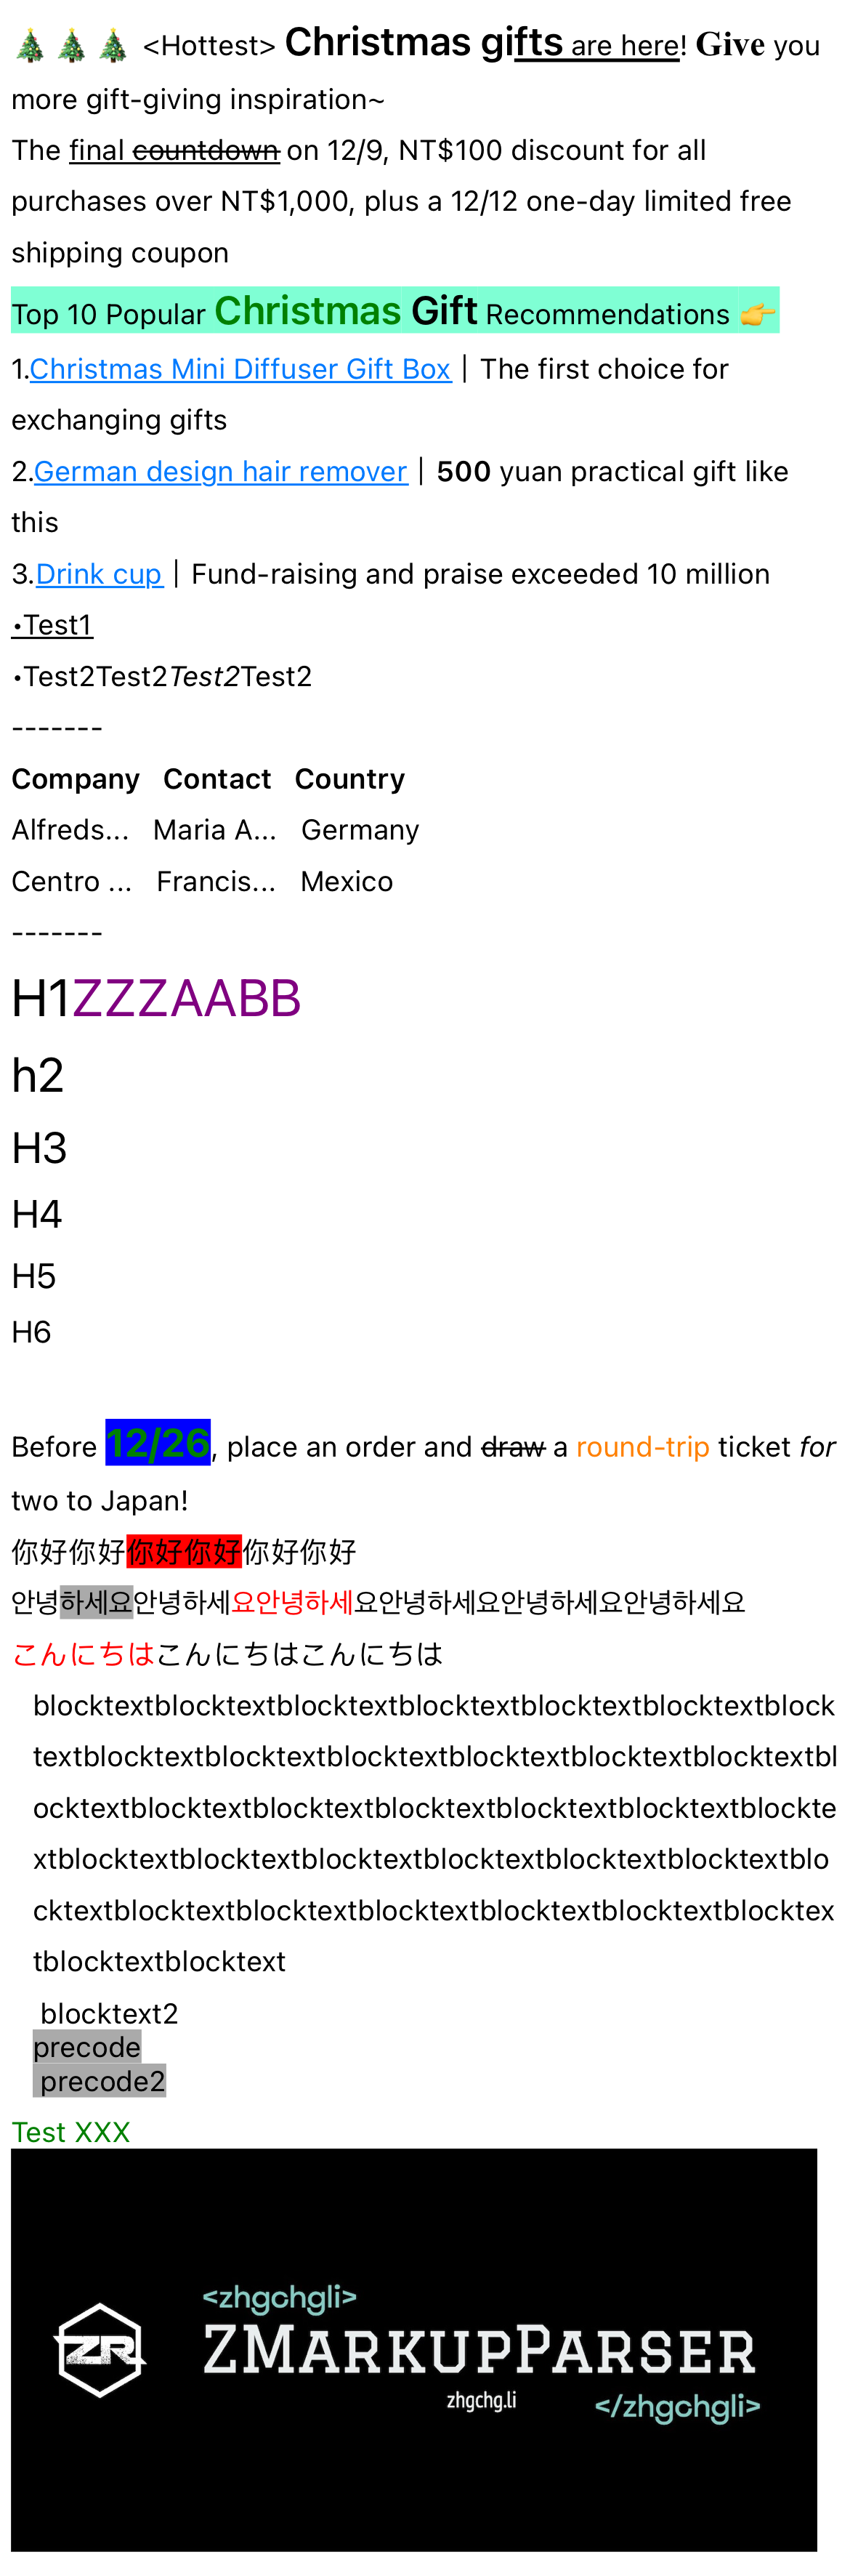 🎄🎄🎄 <Hottest> Christmas gifts are here! Give you
more gift-giving inspiration~
The final countdown on 12/9, NT$100 discount for all
purchases over NT$1,000, plus a 12/12 one-day limited free
shipping coupon
Top 10 Popular Christmas Gift Recommendations 👉
1.Christmas Mini Diffuser Gift Box｜The first choice for
exchanging gifts
2.German design hair remover｜500 yuan practical gift like
this
3.Drink cup｜Fund-raising and praise exceeded 10 million
•Test1
•Test2Test2Test2Test2
-------
Company Contact Country
Alfreds... Maria A... Germany
Centro ... Francis... Mexico
-------
H1ZZZAABB
h2
H3
H4
H5
H6
Before 12/26, place an order and draw a round-trip ticket for
two to Japan!
你好你好你好你好你好你好
안녕하세요안녕하세요안녕하세요안녕하세요안녕하세요안녕하세요
こんにちはこんにちはこんにちは
blocktextblocktextblocktextblocktextblocktextblocktextblock
textblocktextblocktextblocktextblocktextblocktextblocktextbl
ocktextblocktextblocktextblocktextblocktextblocktextblockte
xtblocktextblocktextblocktextblocktextblocktextblocktextblo
cktextblocktextblocktextblocktextblocktextblocktextblocktex
tblocktextblocktext
blocktext2
precode
precode2
Test XXX
<zhgchgli>
ZR
ZMarkupParser
zhgchg.li
</zhgchgli>